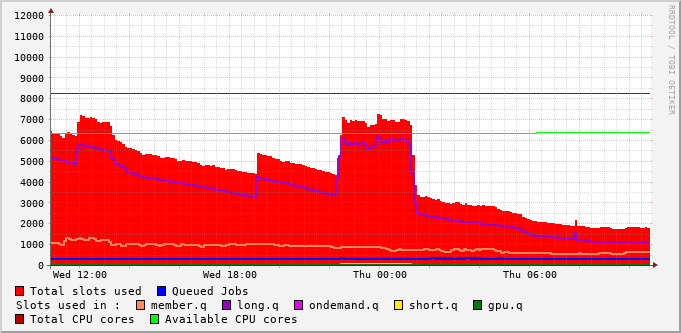 12000
11000
10000
9000
8000
7000
6000
5000
4000
3000
2000
1000
0
Wed 12:00 Wed 18:00 Thu 00:00 Thu 06:00
Total slots used Queued Jobs
Slots used in : member.q long.q ondemand.q short.q gpu.q
Total CPU cores Available CPU cores
RRDTOOL / TOBI OETIKER